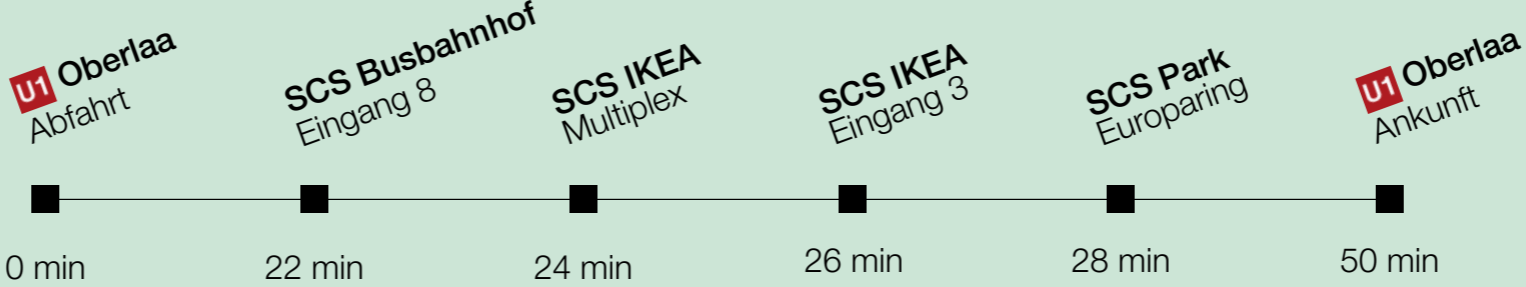 U1 Oberlaa
Abfahrt
SCS Busbahnhof
Eingang 8
SCS IKEA
Multiplex
SCS IKEA
Eingang 3
SCS Park
Europaring
U1 Oberlaa
Ankunft
0 min
22 min
24 min
26 min
28 min
50 min